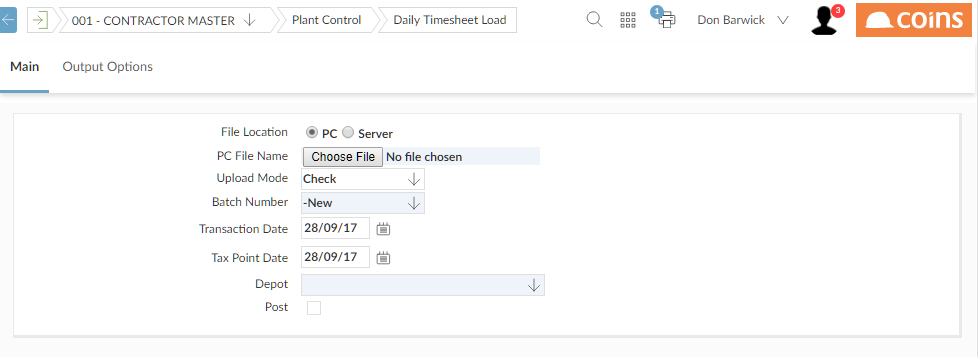 001 - CONTRACTOR MASTER Plant Control Daily Timesheet Load 1 Don Barwick 3 coins
Main Output Options
File Location PC Server
PC File Name Choose File No file chosen
Upload Mode Check
Batch Number -New
Transaction Date 28/09/17
Tax Point Date 28/09/17
Depot
Post